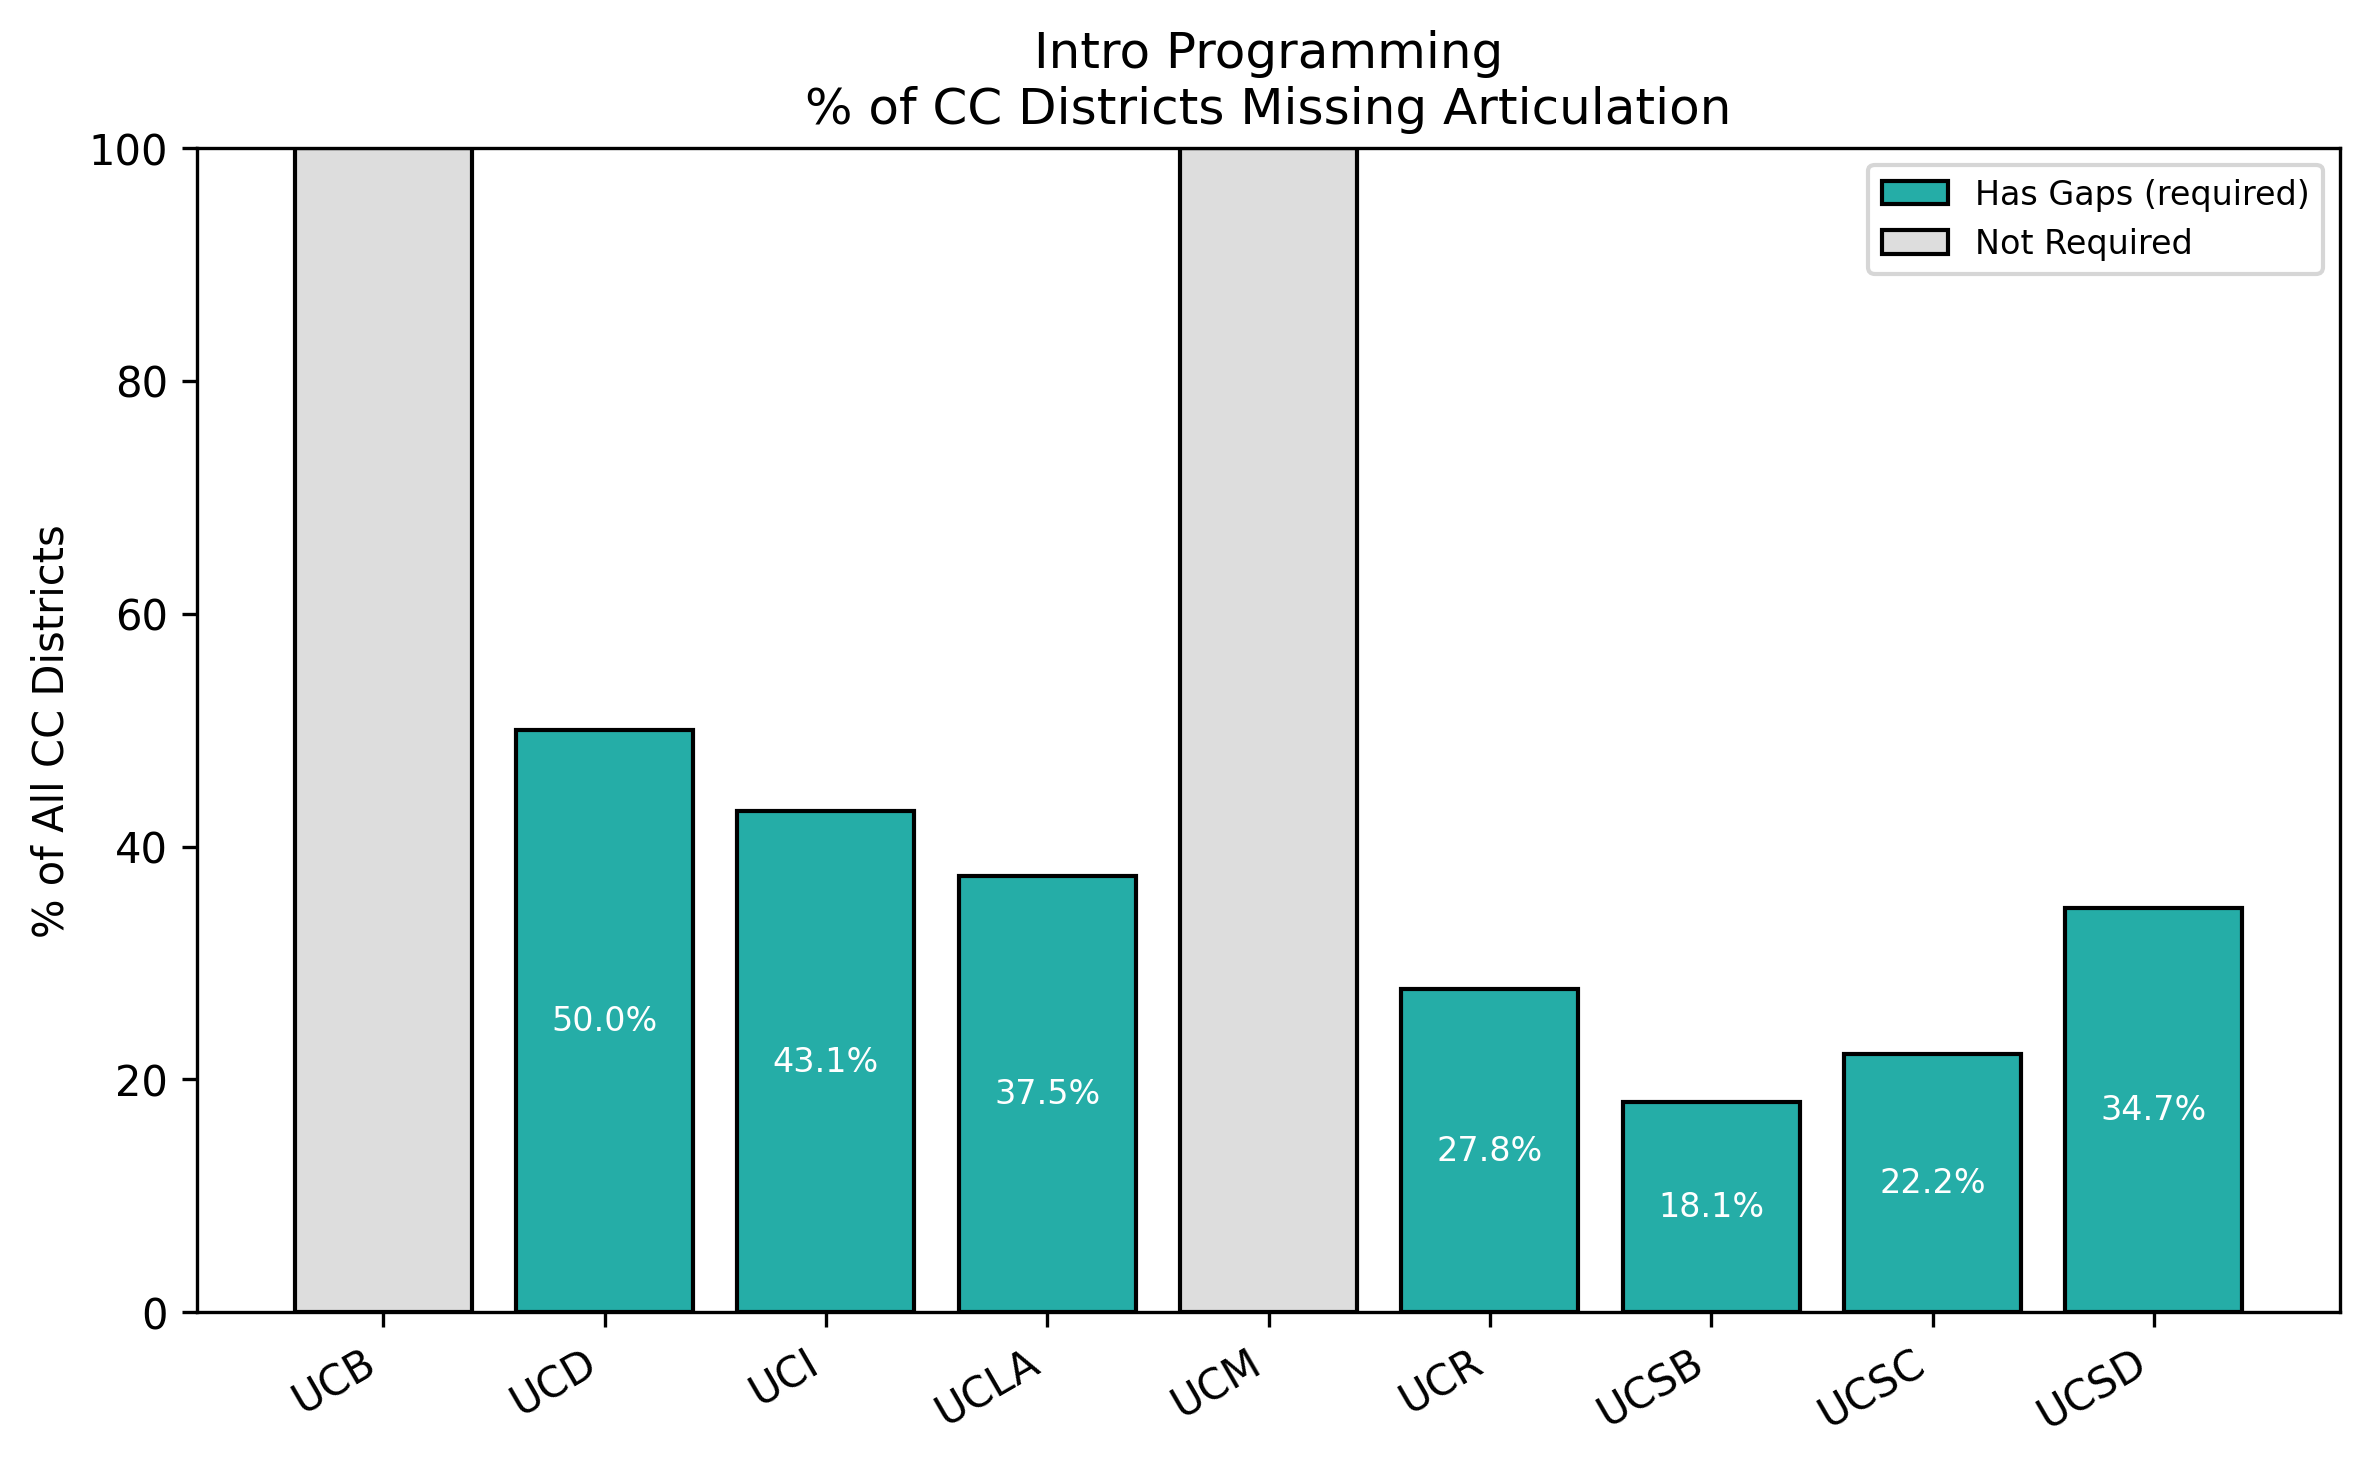 Intro Programming
% of CC Districts Missing Articulation
Has Gaps (required)
Not Required
% of All CC Districts
100
80
60
40
20
0
50.0%
43.1%
37.5%
27.8%
18.1%
22.2%
34.7%
UCB
UCD
UCI
UCLA
UCM
UCR
UCSB
UCSC
UCSD